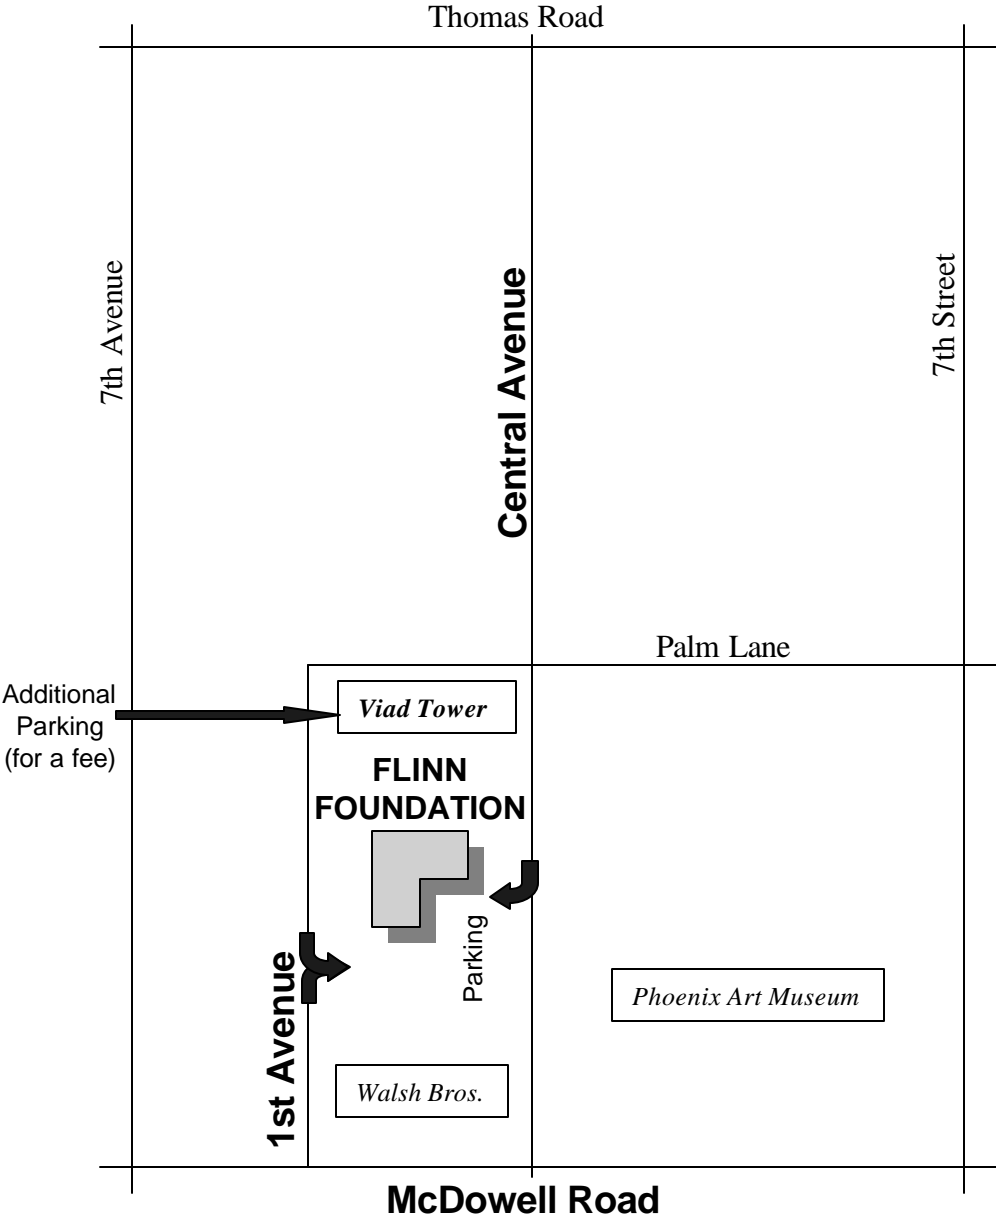 Thomas Road
7th Avenue
Central Avenue
7th Street
Palm Lane
Additional
Parking
(for a fee)
Viad Tower
FLINN
FOUNDATION
Parking
1st Avenue
Phoenix Art Museum
Walsh Bros.
McDowell Road